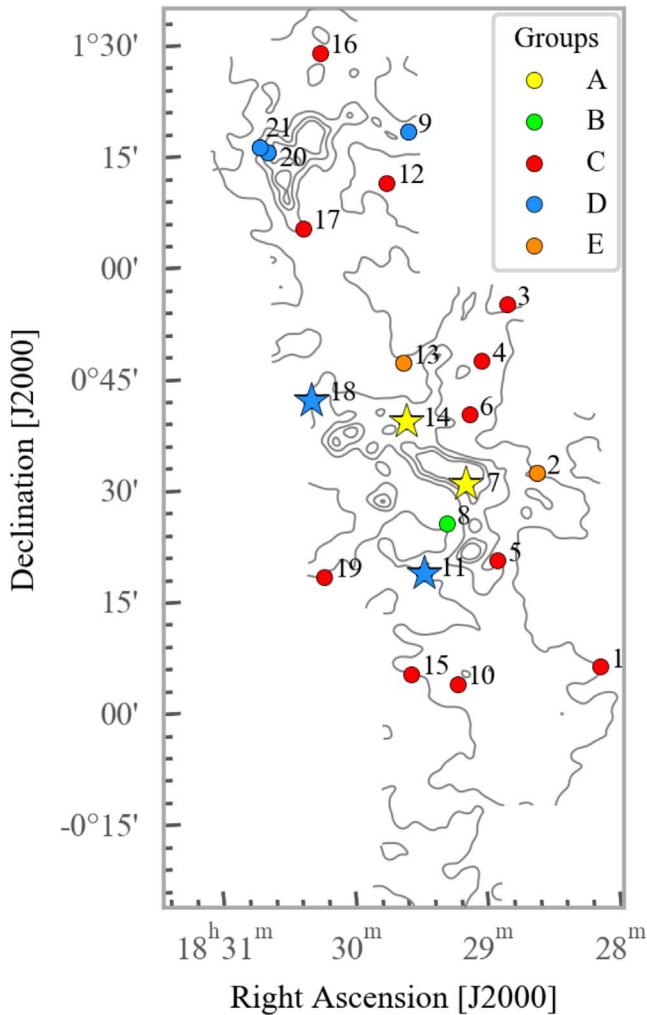 1°30'
15'
00'
0°45'
30'
15'
00'
-0°15'
Declination [J2000]
16
21
20
9
12
17
3
13
4
18
14
6
2
7
8
5
19
11
15
10
1
Groups
A
B
C
D
E
18ʰ31ᵐ
30ᵐ
29ᵐ
28ᵐ
Right Ascension [J2000]